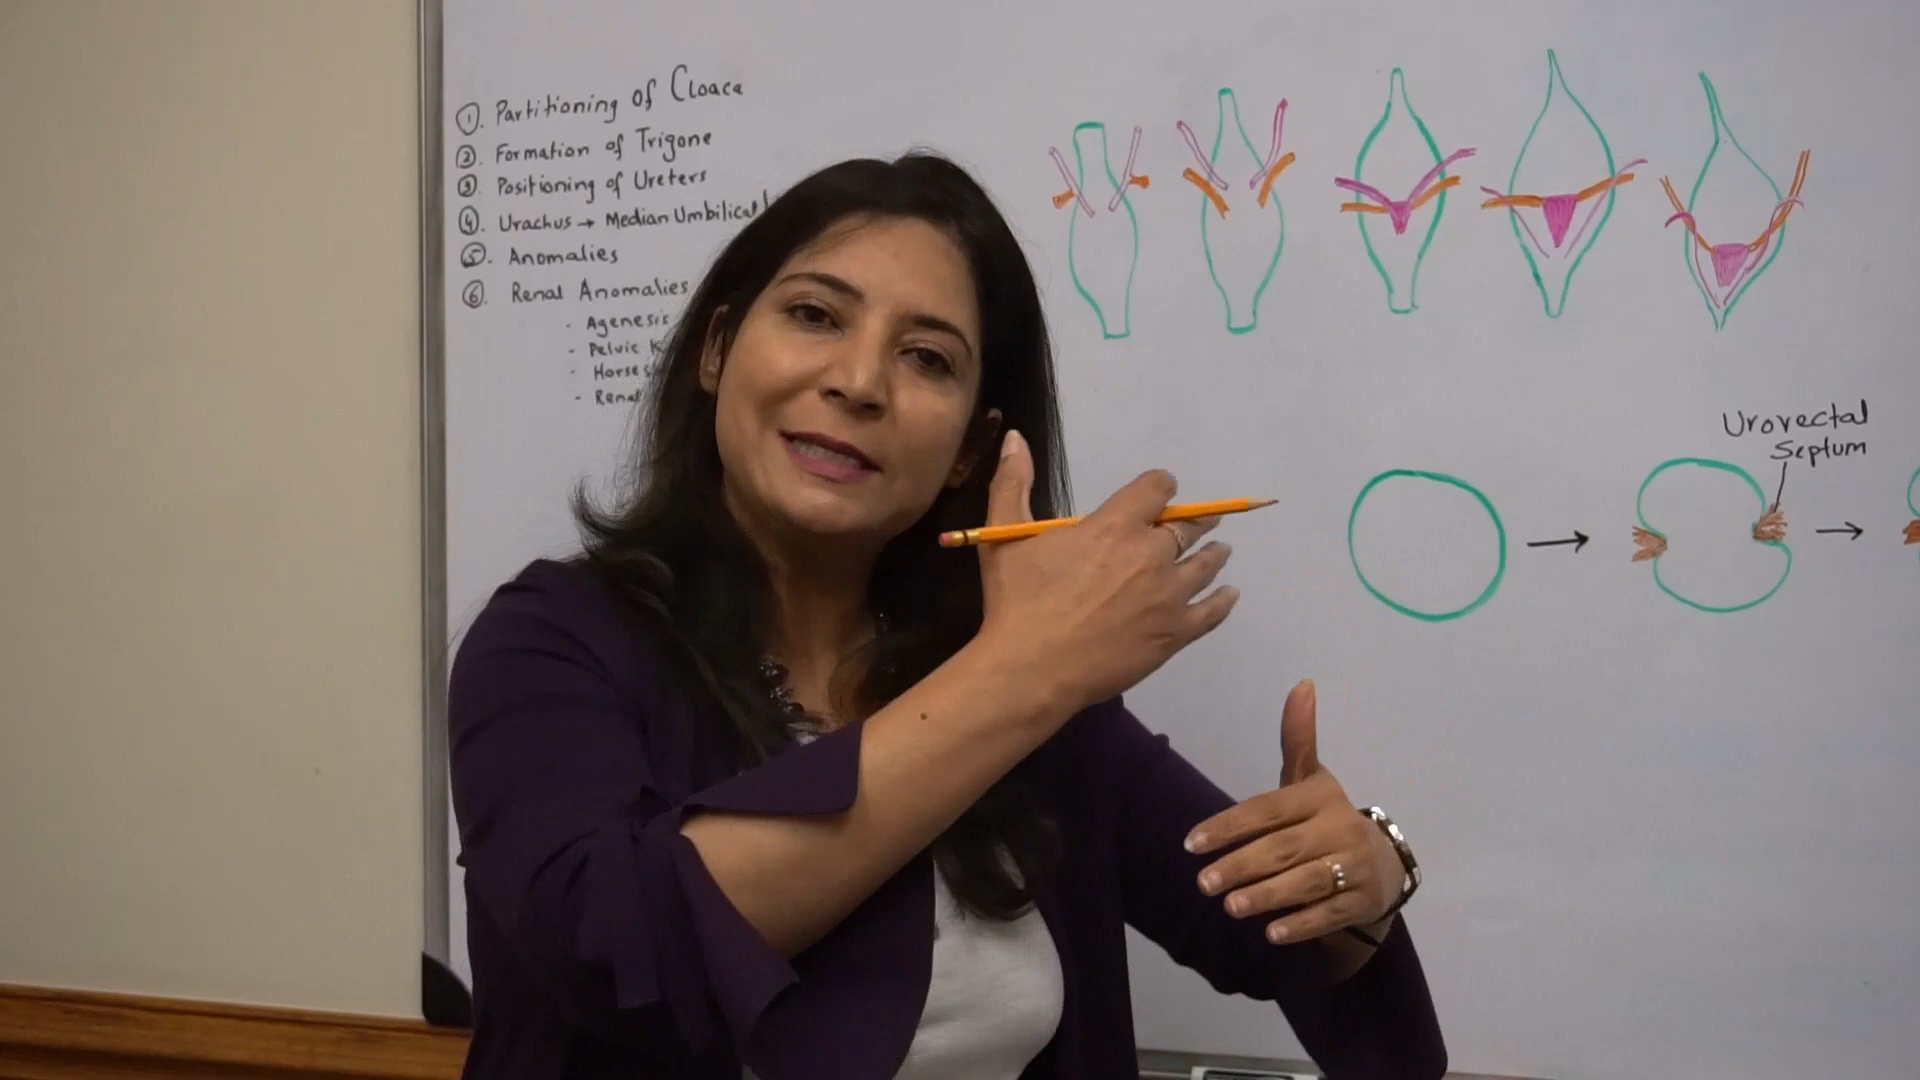 ①. Partitioning of Cloaca
②. Formation of Trigone
③. Positioning of Ureters
④. Urachus → Median Umbilical
⑤. Anomalies
⑥. Renal Anomalies
- Agenesis
- Pelvic
- Horses
- Renal
Urorectal
Septum